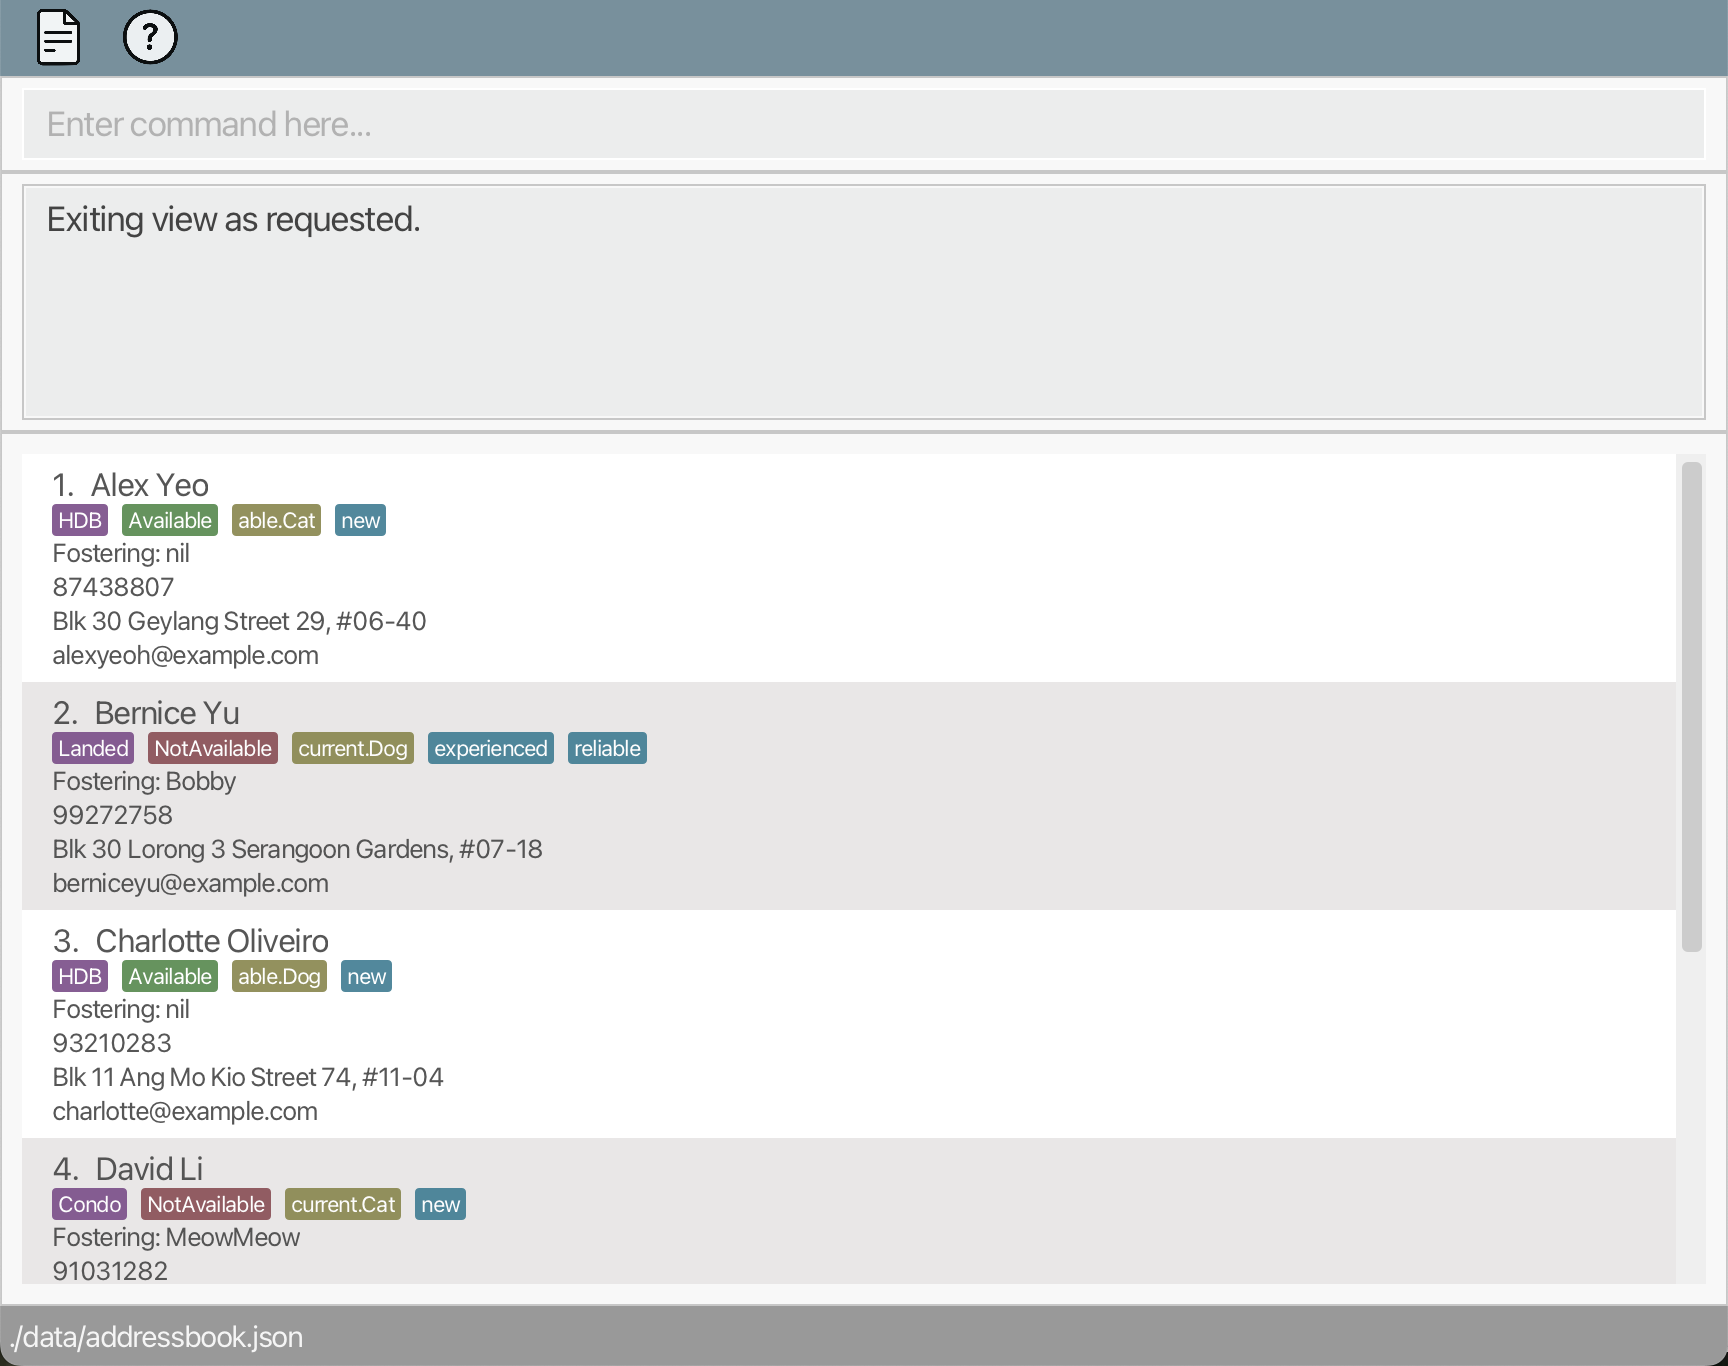 ?
Enter command here...
Exiting view as requested.
1. Alex Yeo
HDB Available able.Cat new
Fostering: nil
87438807
Blk 30 Geylang Street 29, #06-40
alexyeoh@example.com
2. Bernice Yu
Landed NotAvailable current.Dog experienced reliable
Fostering: Bobby
99272758
Blk 30 Lorong 3 Serangoon Gardens, #07-18
berniceyu@example.com
3. Charlotte Oliveiro
HDB Available able.Dog new
Fostering: nil
93210283
Blk 11 Ang Mo Kio Street 74, #11-04
charlotte@example.com
4. David Li
Condo NotAvailable current.Cat new
Fostering: MeowMeow
91031282
./data/addressbook.json